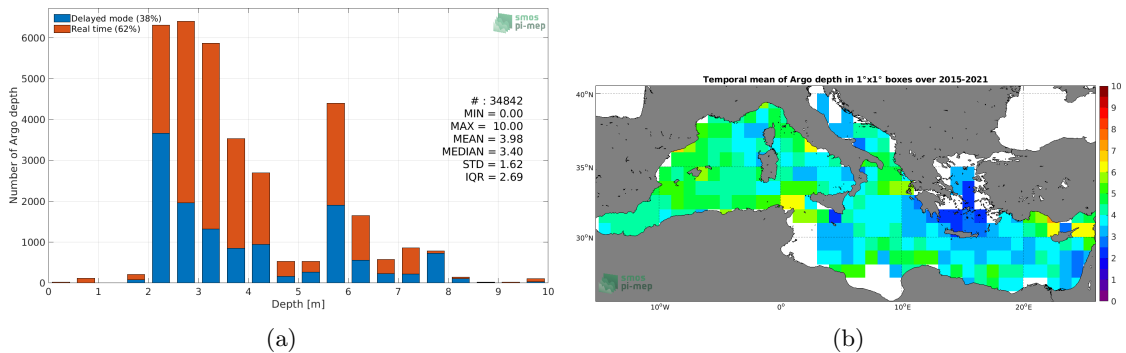 Delayed mode (38%)
Real time (62%)
smos
pi-mep
Number of Argo depth
6000
5000
4000
3000
2000
1000
0
# : 34842
MIN = 0.00
MAX = 10.00
MEAN = 3.98
MEDIAN = 3.40
STD = 1.62
IQR = 2.69
0 1 2 3 4 5 6 7 8 9 10
Depth [m]
(a)
Temporal mean of Argo depth in 1°x1° boxes over 2015-2021
40°N
35°N
30°N
10°W 0° 10°E 20°E
smos
pi-mep
10
9
8
7
6
5
4
3
2
1
0
(b)